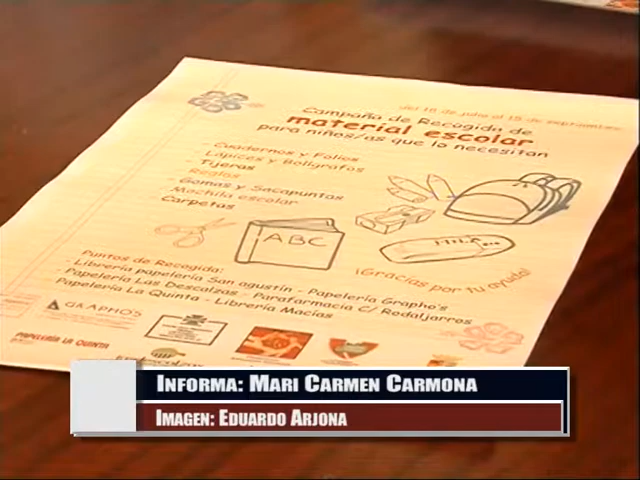 del 18 de julio al 15 de septiembre
Campaña de Recogida de
material escolar
para niños/as que lo necesitan
- Cuadernos y Folios
- Lápices y Bolígrafos
- Tijeras
- Reglas
- Gomas y Sacapuntas
- Mochila escolar
- Carpetas
ABC
¡Gracias por tu ayuda!
Puntos de Recogida:
- Librería papelería San agustín - Papelería Grapho's
- Papelería Las Descalzas - Parafarmacia C/ Rodaljarros
Papelería La Quinta - Librería Macías
GRAPHO'S
PAPELERÍA LA QUINTA
INFORMA: MARI CARMEN CARMONA
IMAGEN: EDUARDO ARJONA